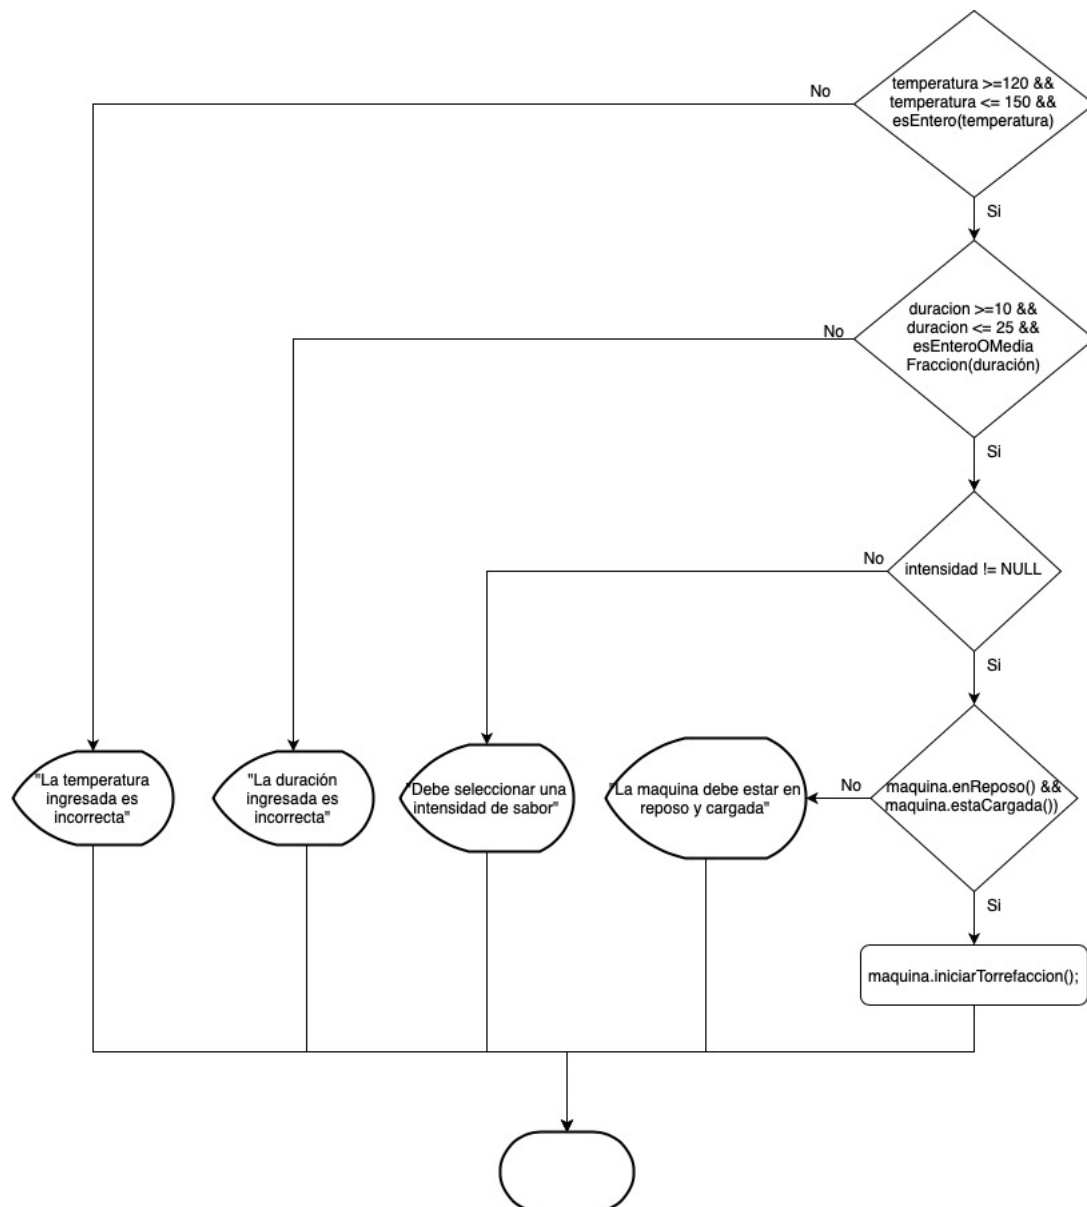 temperatura >=120 &&
temperatura <= 150 &&
esEntero(temperatura)
No
Si
duracion >=10 &&
duracion <= 25 &&
esEnteroOMedia
Fraccion(duración)
No
Si
intensidad != NULL
No
Si
maquina.enReposo() &&
maquina.estaCargada())
No
Si
"La temperatura
ingresada es
incorrecta"
"La duración
ingresada es
incorrecta"
"Debe seleccionar una
intensidad de sabor"
"La maquina debe estar en
reposo y cargada"
maquina.iniciarTorrefaccion();